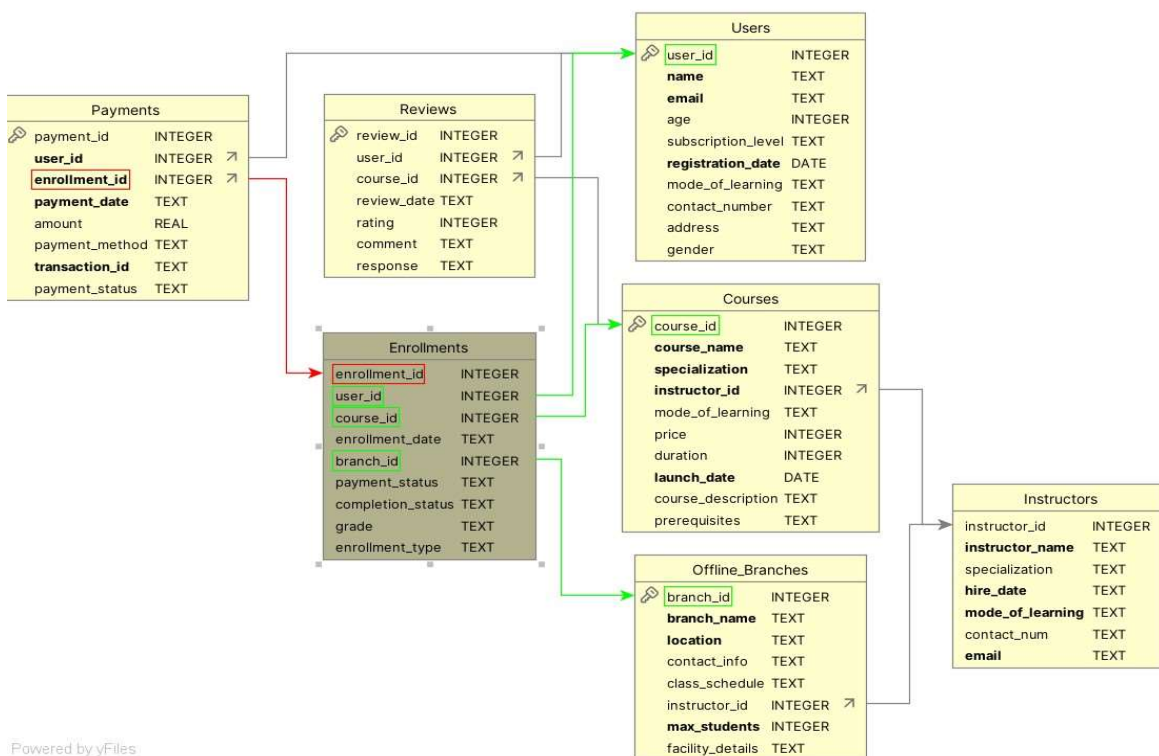 Users
user_id INTEGER
name TEXT
email TEXT
age INTEGER
subscription_level TEXT
registration_date DATE
mode_of_learning TEXT
contact_number TEXT
address TEXT
gender TEXT
Payments
payment_id INTEGER
user_id INTEGER
enrollment_id INTEGER
payment_date TEXT
amount REAL
payment_method TEXT
transaction_id TEXT
payment_status TEXT
Reviews
review_id INTEGER
user_id INTEGER
course_id INTEGER
review_date TEXT
rating INTEGER
comment TEXT
response TEXT
Courses
course_id INTEGER
course_name TEXT
specialization TEXT
instructor_id INTEGER
mode_of_learning TEXT
price INTEGER
duration INTEGER
launch_date DATE
course_description TEXT
prerequisites TEXT
Enrollments
enrollment_id INTEGER
user_id INTEGER
course_id INTEGER
enrollment_date TEXT
branch_id INTEGER
payment_status TEXT
completion_status TEXT
grade TEXT
enrollment_type TEXT
Instructors
instructor_id INTEGER
instructor_name TEXT
specialization TEXT
hire_date TEXT
mode_of_learning TEXT
contact_num TEXT
email TEXT
Offline_Branches
branch_id INTEGER
branch_name TEXT
location TEXT
contact_info TEXT
class_schedule TEXT
instructor_id INTEGER
max_students INTEGER
facility_details TEXT
Powered by yFiles